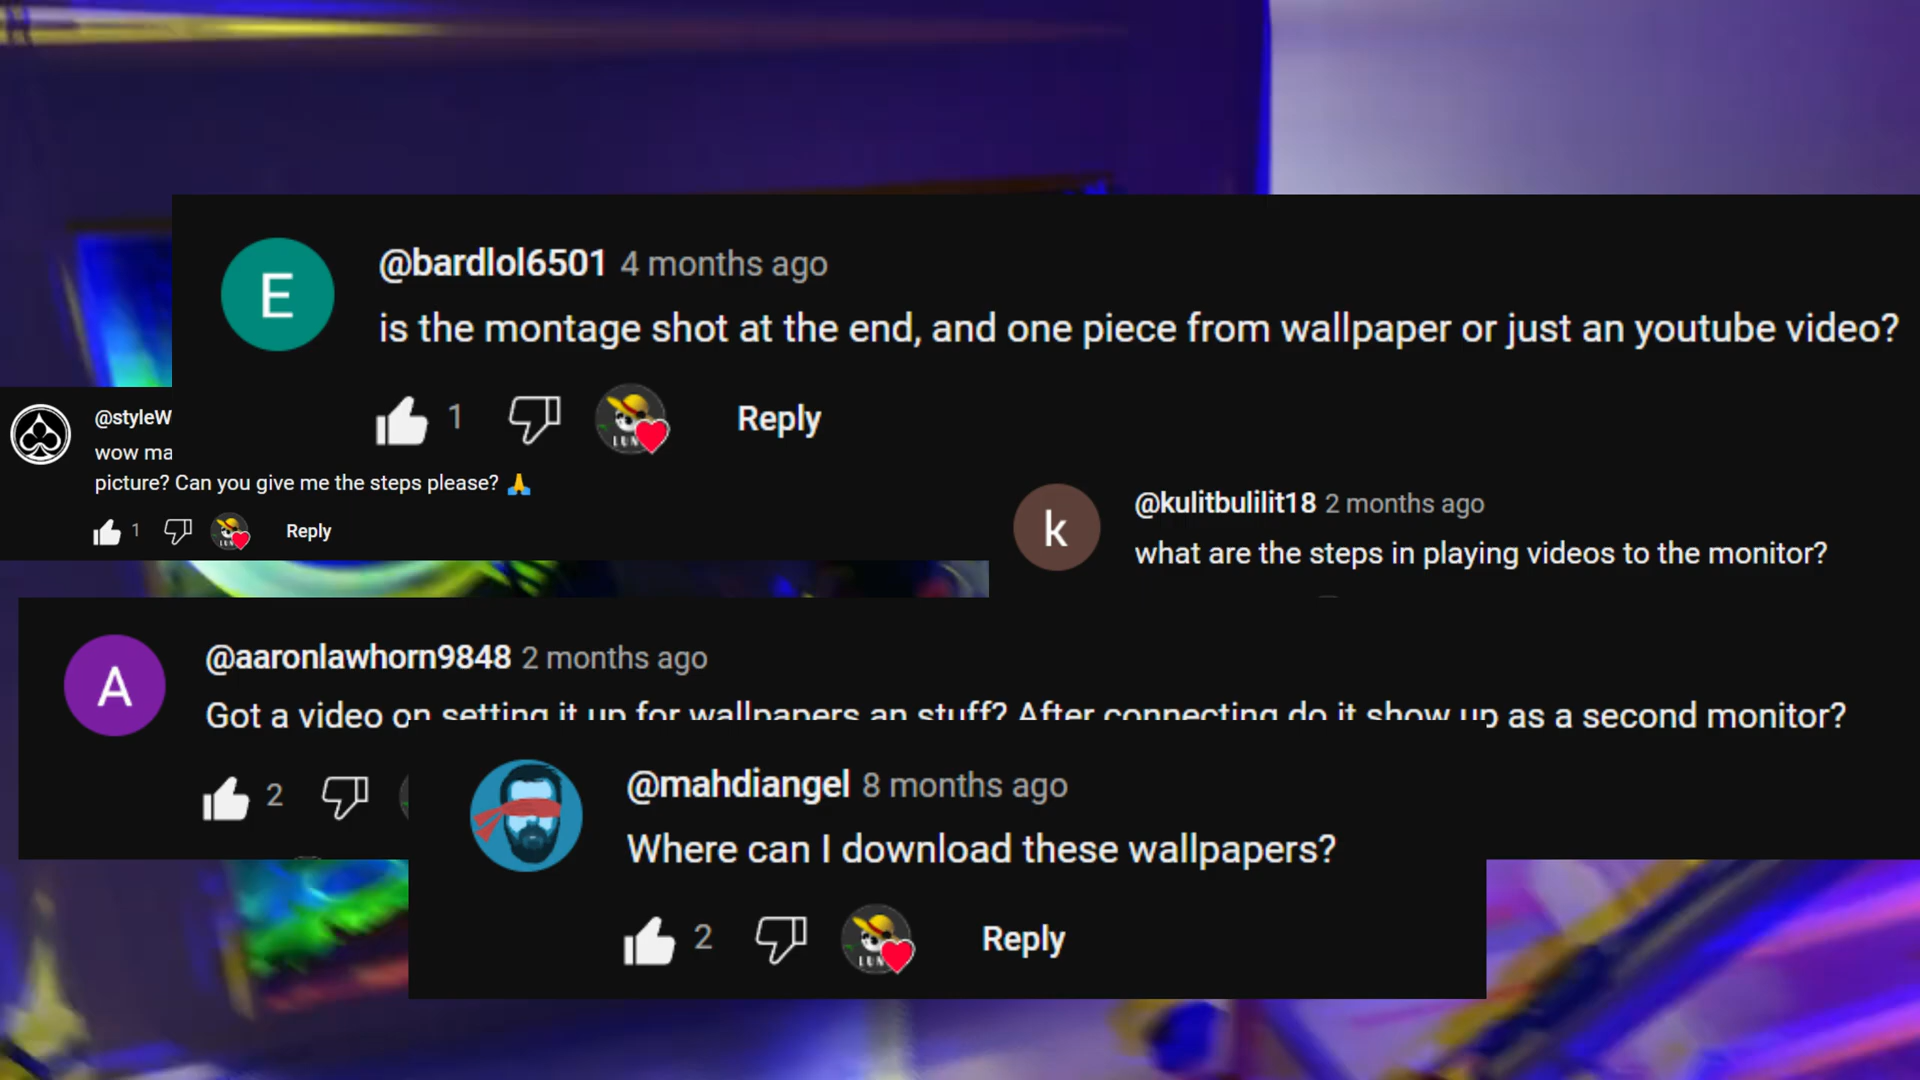 E
@bardlol6501 4 months ago
is the montage shot at the end, and one piece from wallpaper or just an youtube video?
1
LUN
Reply
@styleW
wow ma
picture? Can you give me the steps please? 🙏
1
LUN
Reply
k
@kulitbulilit18 2 months ago
what are the steps in playing videos to the monitor?
A
@aaronlawhorn9848 2 months ago
Got a video on setting it up for wallpapers an stuff? After connecting do it show up as a second monitor?
2
@mahdiangel 8 months ago
Where can I download these wallpapers?
2
LUN
Reply